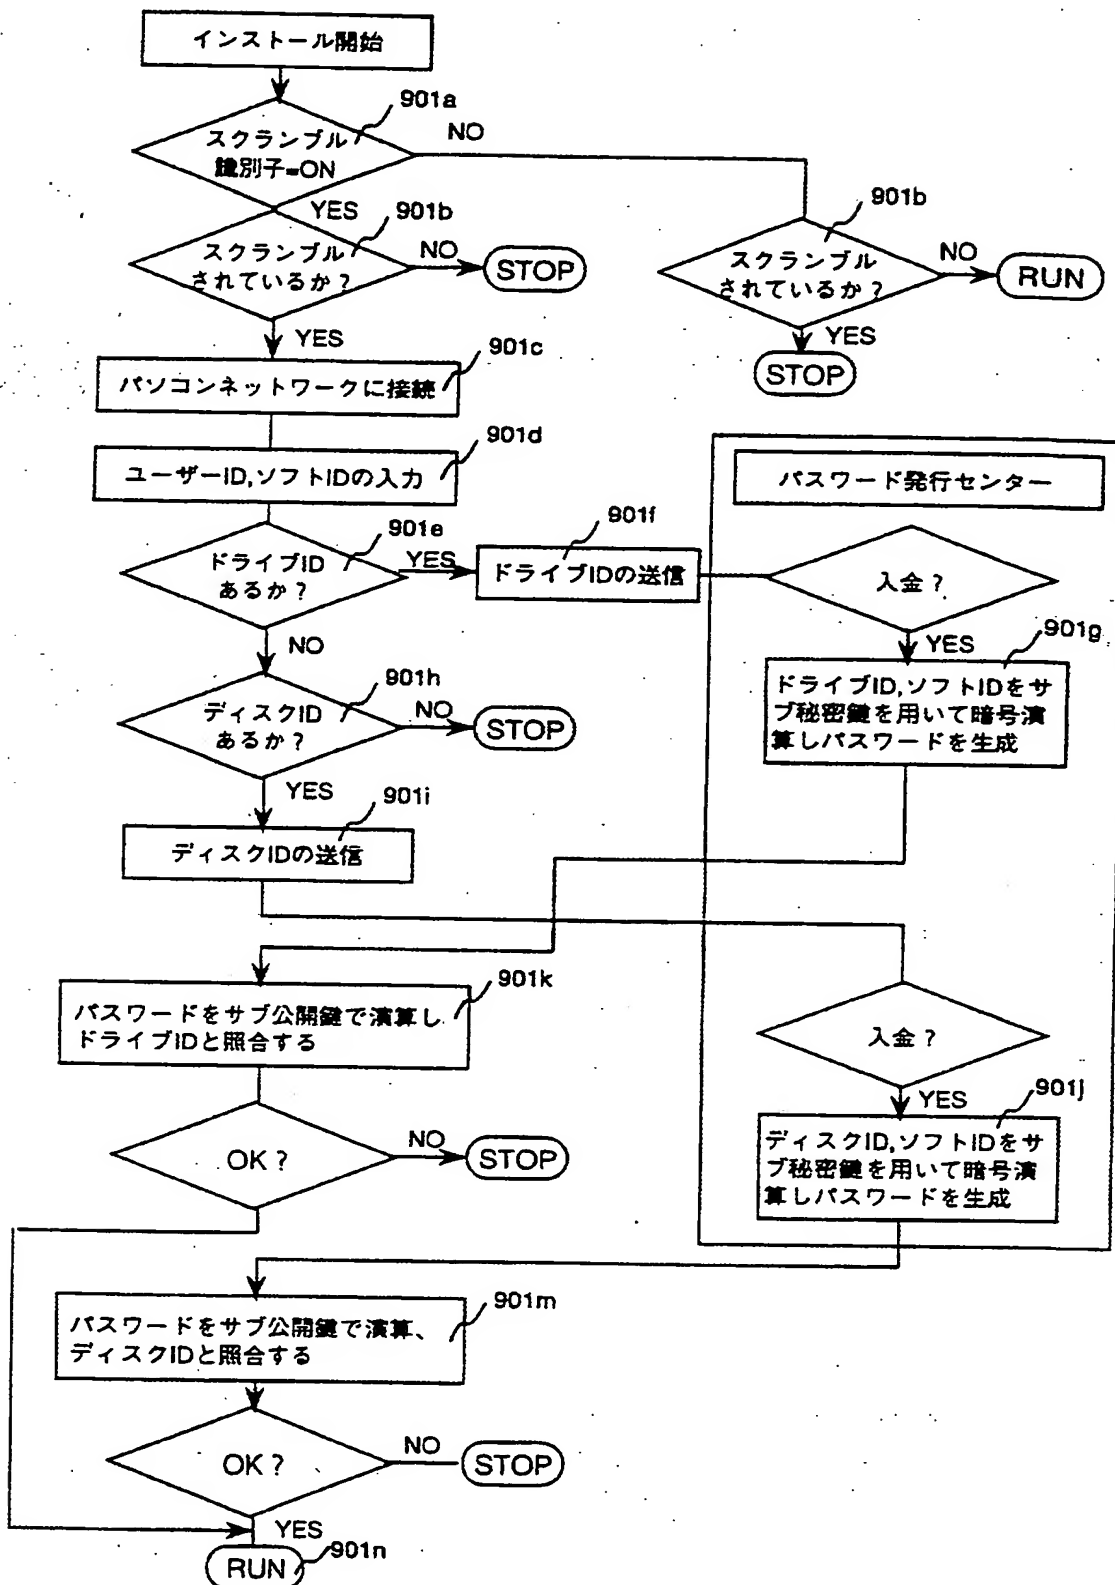 インストール開始
901a
スクランブル
識別子=ON
NO
YES
901b
スクランブル
されているか？
NO
STOP
901b
スクランブル
されているか？
NO
RUN
YES
STOP
YES
901c
パソコンネットワークに接続
901d
ユーザーID,ソフトIDの入力
パスワード発行センター
901e
ドライブID
あるか？
YES
901f
ドライブIDの送信
入金？
NO
YES
901g
ドライブID,ソフトIDをサ
ブ秘密鍵を用いて暗号演
算しパスワードを生成
901h
ディスクID
あるか？
NO
STOP
YES
901i
ディスクIDの送信
901k
パスワードをサブ公開鍵で演算し
ドライブIDと照合する
入金？
YES
901j
ディスクID,ソフトIDをサ
ブ秘密鍵を用いて暗号演
算しパスワードを生成
OK？
NO
STOP
901m
パスワードをサブ公開鍵で演算、
ディスクIDと照合する
OK？
NO
STOP
YES
RUN
901n